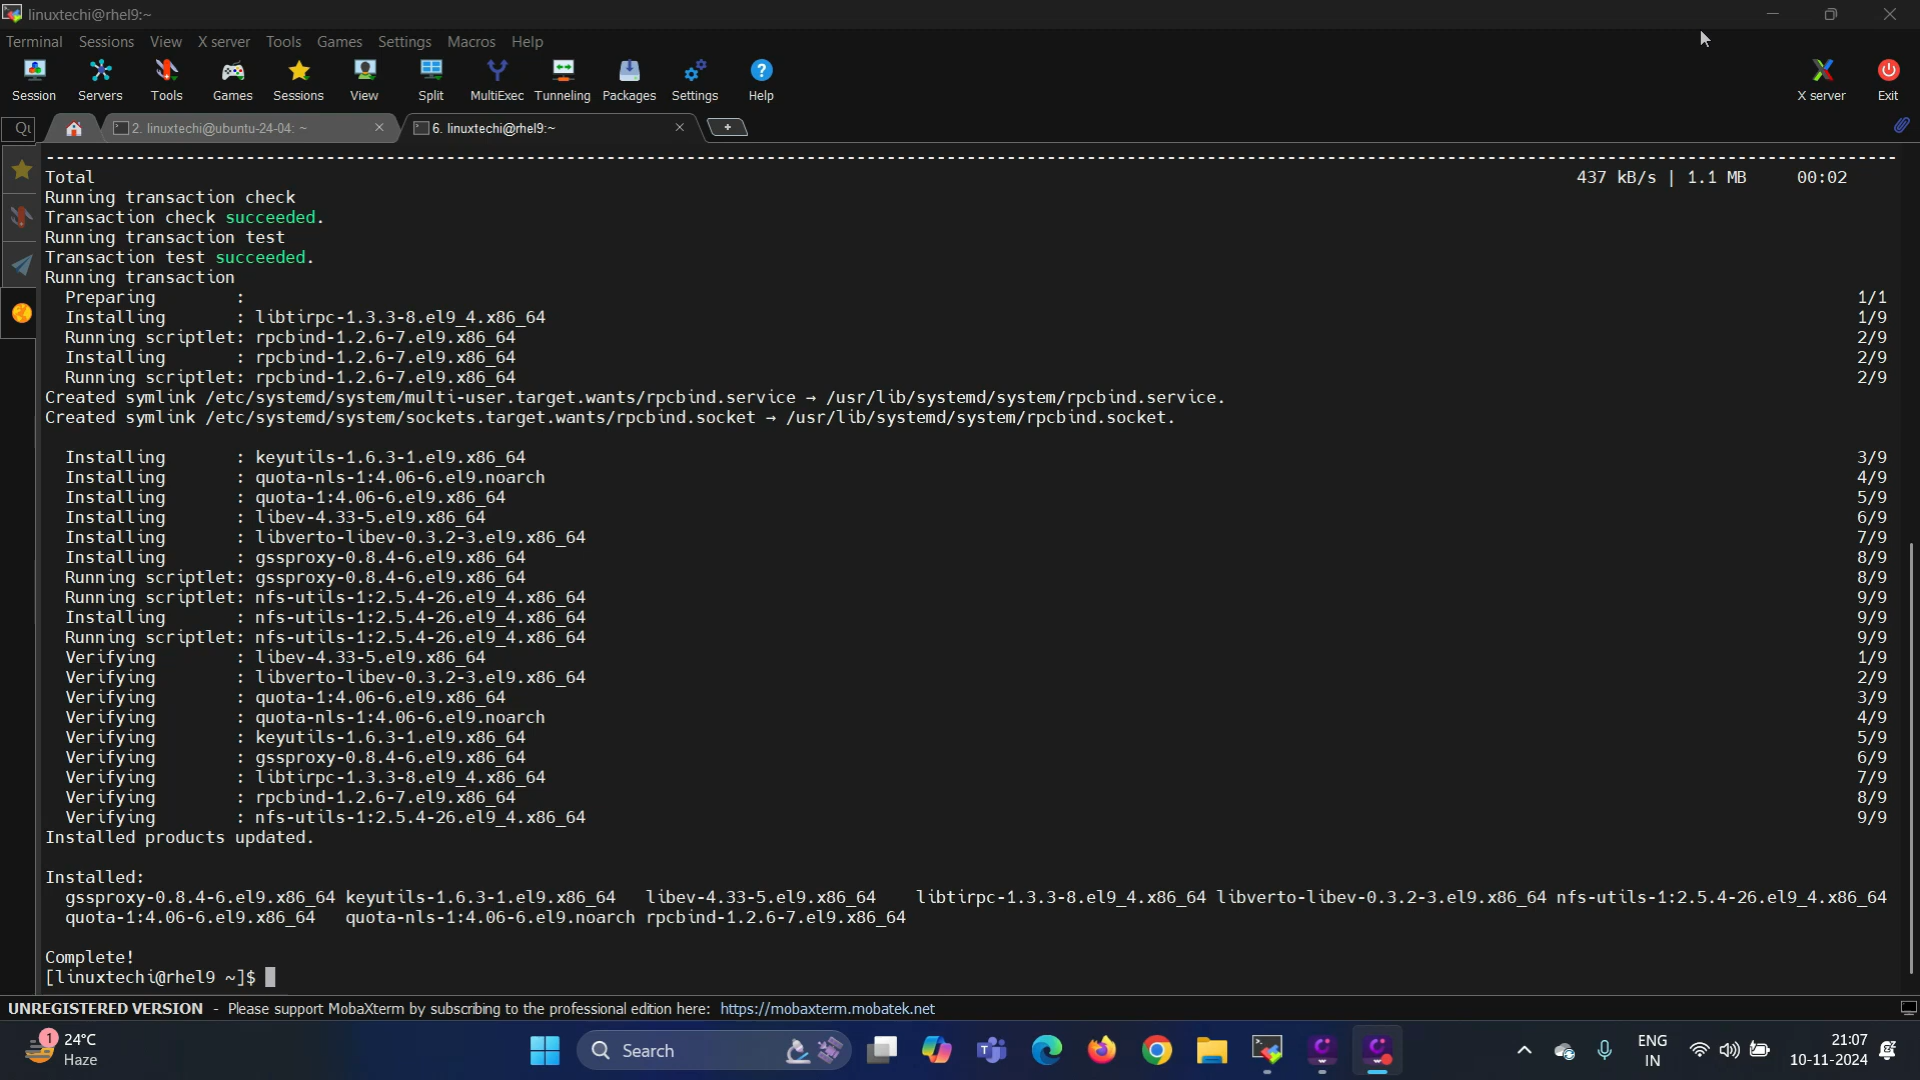 linuxtechi@rhel9:~
Terminal Sessions View X server Tools Games Settings Macros Help
Session Servers Tools Games Sessions View Split MultiExec Tunneling Packages Settings Help X server Exit
2. linuxtechi@ubuntu-24-04: ~ 6. linuxtechi@rhel9:~
--------------------------------------------------------------------------------
Total 437 kB/s | 1.1 MB 00:02
Running transaction check
Transaction check succeeded.
Running transaction test
Transaction test succeeded.
Running transaction
Preparing : 1/1
Installing : libtirpc-1.3.3-8.el9_4.x86_64 1/9
Running scriptlet: rpcbind-1.2.6-7.el9.x86_64 2/9
Installing : rpcbind-1.2.6-7.el9.x86_64 2/9
Running scriptlet: rpcbind-1.2.6-7.el9.x86_64 2/9
Created symlink /etc/systemd/system/multi-user.target.wants/rpcbind.service → /usr/lib/systemd/system/rpcbind.service.
Created symlink /etc/systemd/system/sockets.target.wants/rpcbind.socket → /usr/lib/systemd/system/rpcbind.socket.
Installing : keyutils-1.6.3-1.el9.x86_64 3/9
Installing : quota-nls-1:4.06-6.el9.noarch 4/9
Installing : quota-1:4.06-6.el9.x86_64 5/9
Installing : libev-4.33-5.el9.x86_64 6/9
Installing : libverto-libev-0.3.2-3.el9.x86_64 7/9
Installing : gssproxy-0.8.4-6.el9.x86_64 8/9
Running scriptlet: gssproxy-0.8.4-6.el9.x86_64 8/9
Running scriptlet: nfs-utils-1:2.5.4-26.el9_4.x86_64 9/9
Installing : nfs-utils-1:2.5.4-26.el9_4.x86_64 9/9
Running scriptlet: nfs-utils-1:2.5.4-26.el9_4.x86_64 9/9
Verifying : libev-4.33-5.el9.x86_64 1/9
Verifying : libverto-libev-0.3.2-3.el9.x86_64 2/9
Verifying : quota-1:4.06-6.el9.x86_64 3/9
Verifying : quota-nls-1:4.06-6.el9.noarch 4/9
Verifying : keyutils-1.6.3-1.el9.x86_64 5/9
Verifying : gssproxy-0.8.4-6.el9.x86_64 6/9
Verifying : libtirpc-1.3.3-8.el9_4.x86_64 7/9
Verifying : rpcbind-1.2.6-7.el9.x86_64 8/9
Verifying : nfs-utils-1:2.5.4-26.el9_4.x86_64 9/9
Installed products updated.
Installed:
gssproxy-0.8.4-6.el9.x86_64 keyutils-1.6.3-1.el9.x86_64 libev-4.33-5.el9.x86_64 libtirpc-1.3.3-8.el9_4.x86_64 libverto-libev-0.3.2-3.el9.x86_64 nfs-utils-1:2.5.4-26.el9_4.x86_64
quota-1:4.06-6.el9.x86_64 quota-nls-1:4.06-6.el9.noarch rpcbind-1.2.6-7.el9.x86_64
Complete!
[linuxtechi@rhel9 ~]$
UNREGISTERED VERSION - Please support MobaXterm by subscribing to the professional edition here: https://mobaxterm.mobatek.net
1 24°C Haze
Search
ENG IN
21:07
10-11-2024